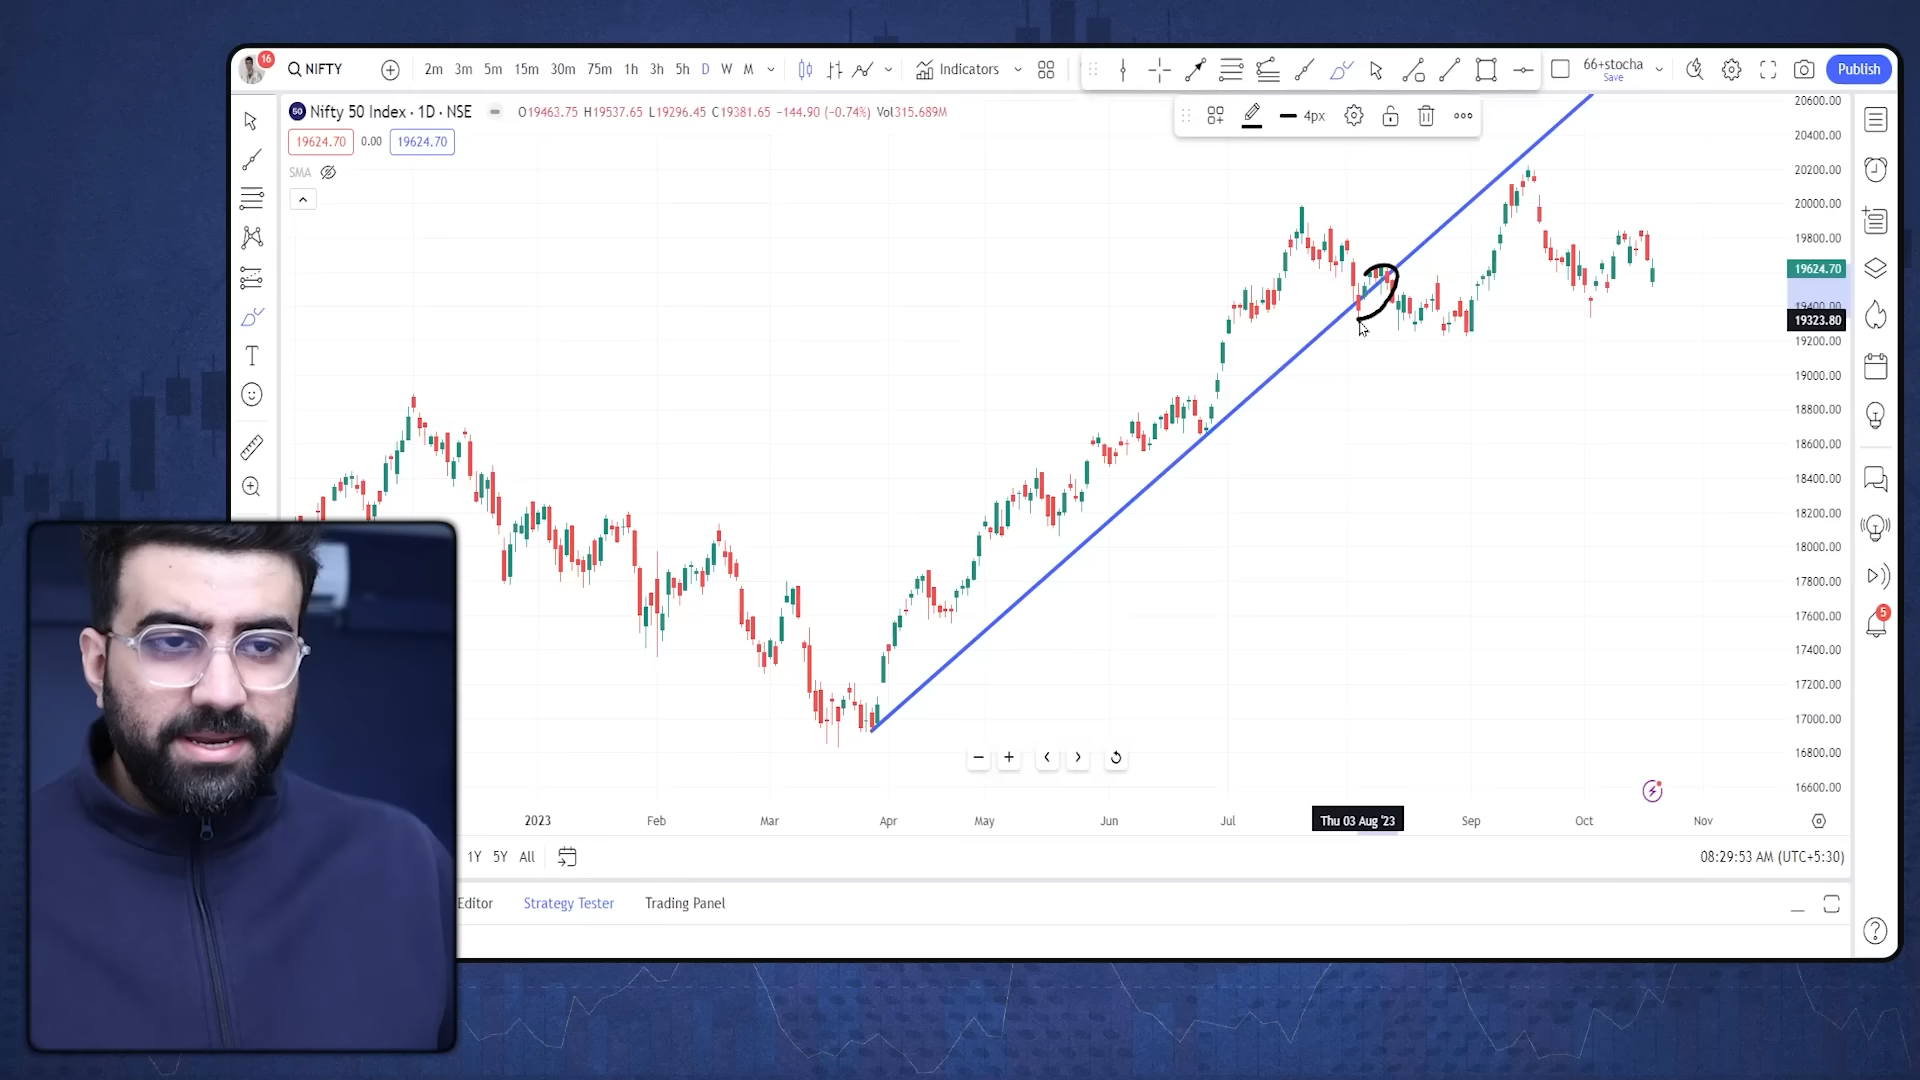 16
NIFTY
2m 3m 5m 15m 30m 75m 1h 3h 5h D W M
Indicators
66+stocha
Save
Publish
50 Nifty 50 Index · 1D · NSE
O19463.75 H19537.65 L19296.45 C19381.65 −144.90 (−0.74%) Vol315.689M
4px
19624.70 0.00 19624.70
SMA
20600.00
20400.00
20200.00
20000.00
19800.00
19624.70
19400.00
19323.80
19200.00
19000.00
18800.00
18600.00
18400.00
18200.00
18000.00
17800.00
17600.00
17400.00
17200.00
17000.00
16800.00
16600.00
5
T
2023 Feb Mar Apr May Jun Jul Thu 03 Aug '23 Sep Oct Nov
1Y 5Y All
08:29:53 AM (UTC+5:30)
Editor Strategy Tester Trading Panel